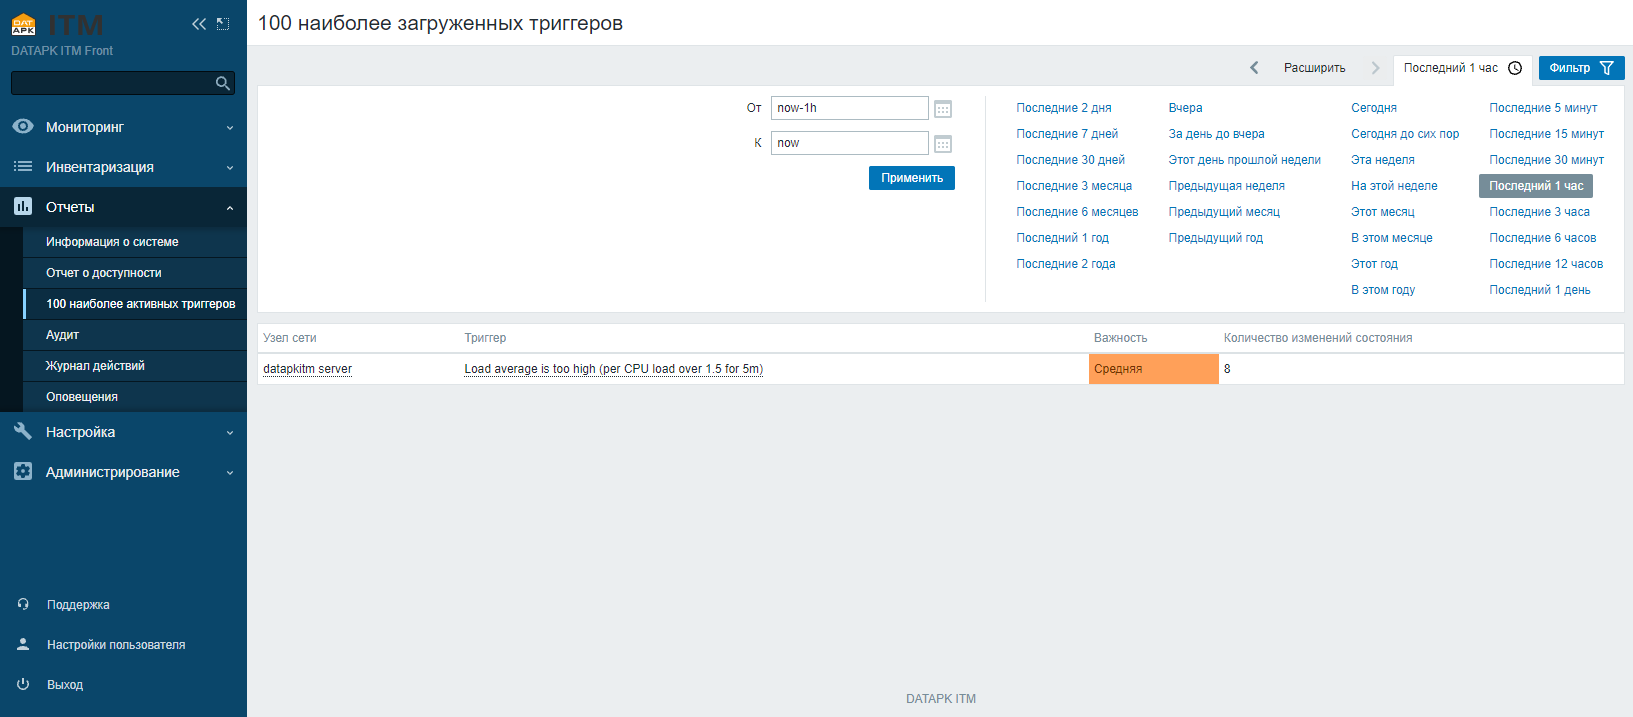 DAT
APK
ITM
DATAPK ITM Front
Мониторинг
Инвентаризация
Отчеты
Информация о системе
Отчет о доступности
100 наиболее активных триггеров
Аудит
Журнал действий
Оповещения
Настройка
Администрирование
Поддержка
Настройки пользователя
Выход
100 наиболее загруженных триггеров
Расширить
Последний 1 час
Фильтр
От now-1h
К now
Применить
Последние 2 дня Вчера Сегодня Последние 5 минут
Последние 7 дней За день до вчера Сегодня до сих пор Последние 15 минут
Последние 30 дней Этот день прошлой недели Эта неделя Последние 30 минут
Последние 3 месяца Предыдущая неделя На этой неделе Последний 1 час
Последние 6 месяцев Предыдущий месяц Этот месяц Последние 3 часа
Последний 1 год Предыдущий год В этом месяце Последние 6 часов
Последние 2 года Этот год Последние 12 часов
В этом году Последний 1 день
Узел сети Триггер Важность Количество изменений состояния
datapkitm server Load average is too high (per CPU load over 1.5 for 5m) Средняя 8
DATAPK ITM